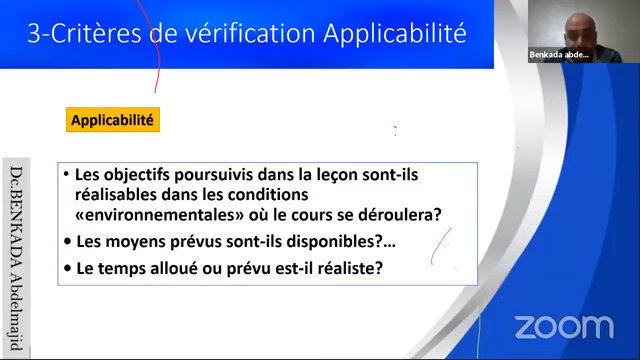 3-Critères de vérification Applicabilité
Benkada abde...
Applicabilité
• Les objectifs poursuivis dans la leçon sont-ils
réalisables dans les conditions
«environnementales» où le cours se déroulera?
• Les moyens prévus sont-ils disponibles?...
• Le temps alloué ou prévu est-il réaliste?
Dc.BENKADA Abdelmajid
zoom